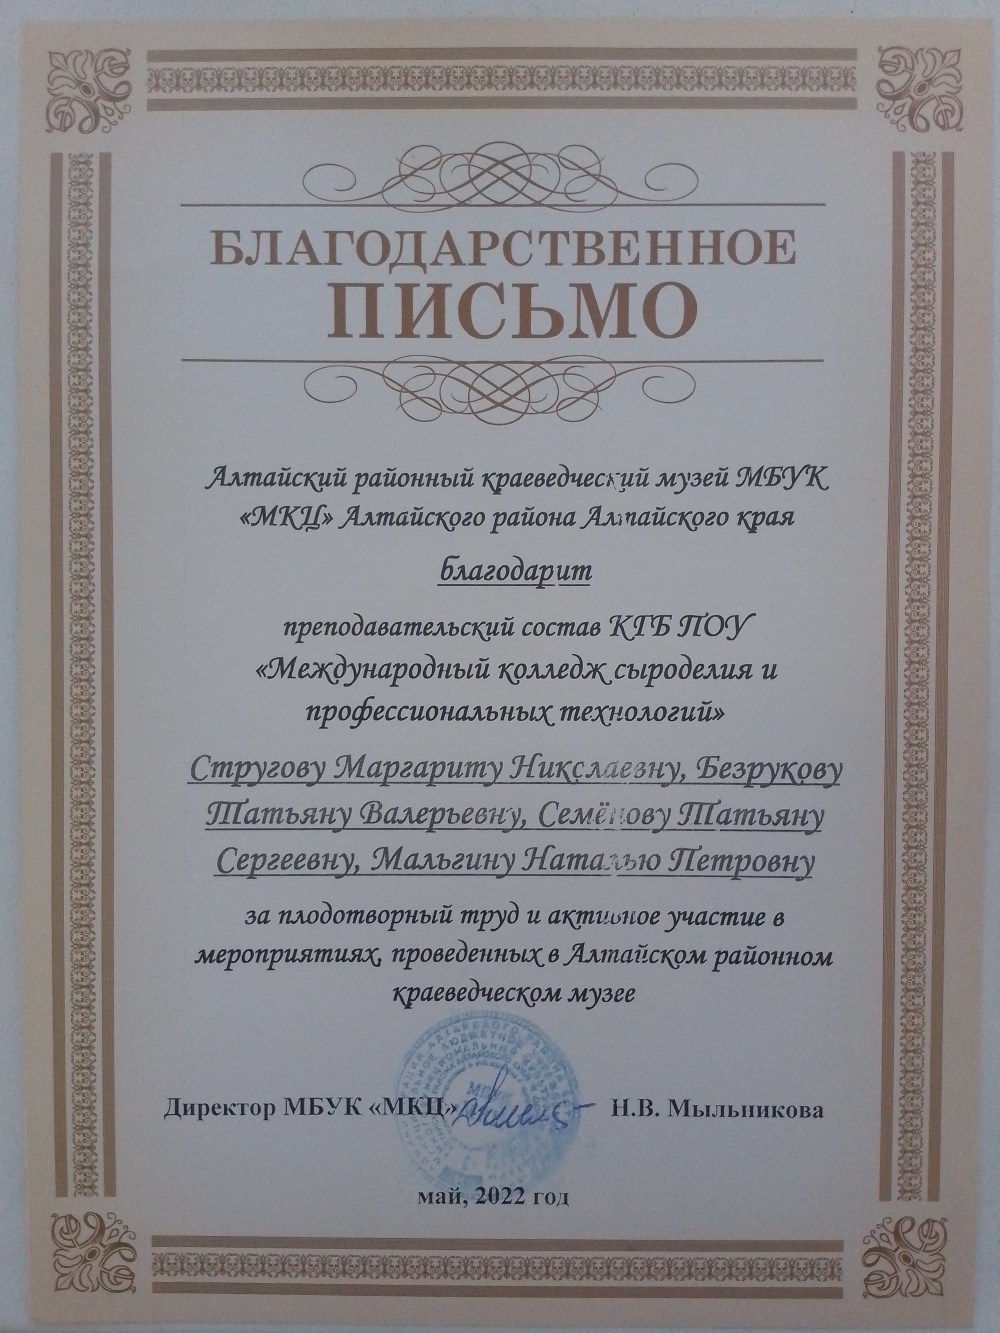 БЛАГОДАРСТВЕННОЕ
ПИСЬМО
Алтайский районный краеведческий музей МБУК
«МКЦ» Алтайского района Алтайского края
благодарит
преподавательский состав КГБ ПОУ
«Международный колледж сыроделия и
профессиональных технологий»
Стругову Маргариту Николаевну, Безрукову
Татьяну Валерьевну, Семёнову Татьяну
Сергеевну, Мальгину Наталью Петровну
за плодотворный труд и активное участие в
мероприятиях, проведенных в Алтайском районном
краеведческом музее
Директор МБУК «МКЦ» Н.В. Мыльникова
май, 2022 год